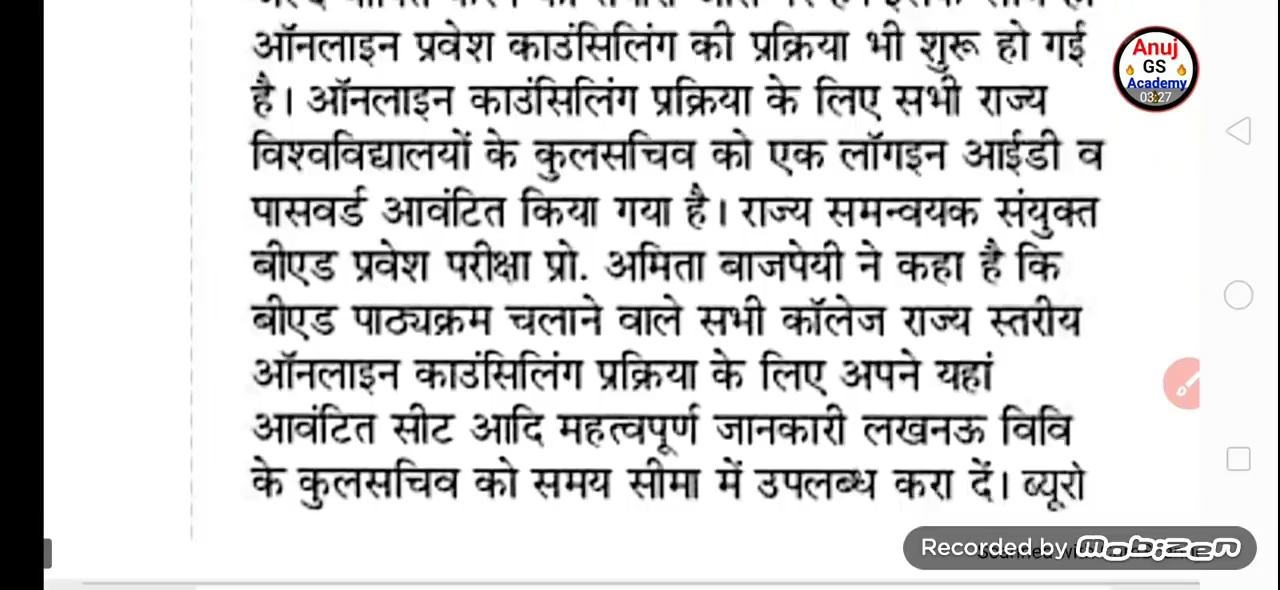 ऑनलाइन प्रवेश काउंसिलिंग की प्रक्रिया भी शुरू हो गई
है। ऑनलाइन काउंसिलिंग प्रक्रिया के लिए सभी राज्य
विश्वविद्यालयों के कुलसचिव को एक लॉगइन आईडी व
पासवर्ड आवंटित किया गया है। राज्य समन्वयक संयुक्त
बीएड प्रवेश परीक्षा प्रो. अमिता बाजपेयी ने कहा है कि
बीएड पाठ्यक्रम चलाने वाले सभी कॉलेज राज्य स्तरीय
ऑनलाइन काउंसिलिंग प्रक्रिया के लिए अपने यहां
आवंटित सीट आदि महत्वपूर्ण जानकारी लखनऊ विवि
के कुलसचिव को समय सीमा में उपलब्ध करा दें। ब्यूरो
Anuj
GS
Academy
03:27
Recorded by mobizen